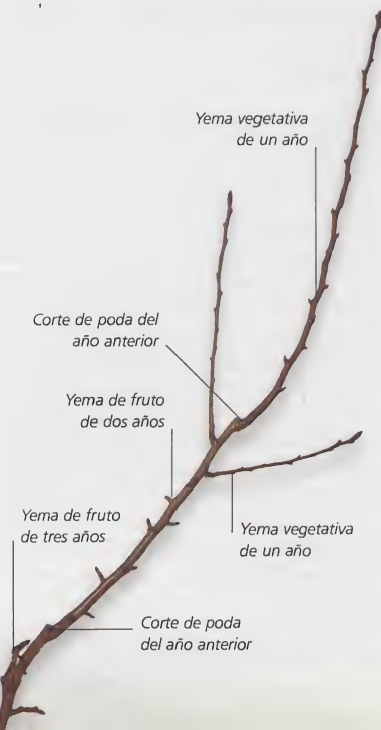 Yema vegetativa
de un año
Corte de poda del
año anterior
Yema de fruto
de dos años
Yema de fruto
de tres años
Yema vegetativa
de un año
Corte de poda
del año anterior